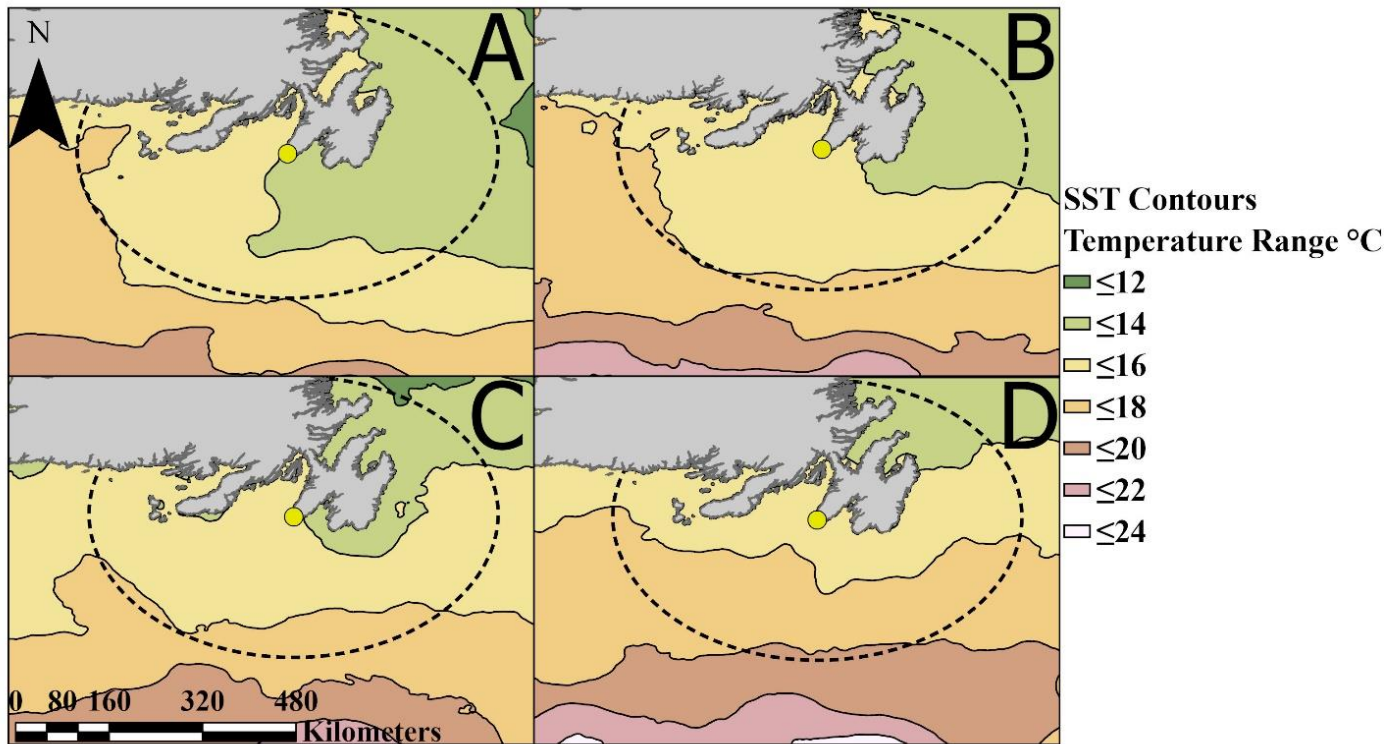 N
A
B
C
D
SST Contours
Temperature Range °C
≤12
≤14
≤16
≤18
≤20
≤22
≤24
0 80 160 320 480
Kilometers